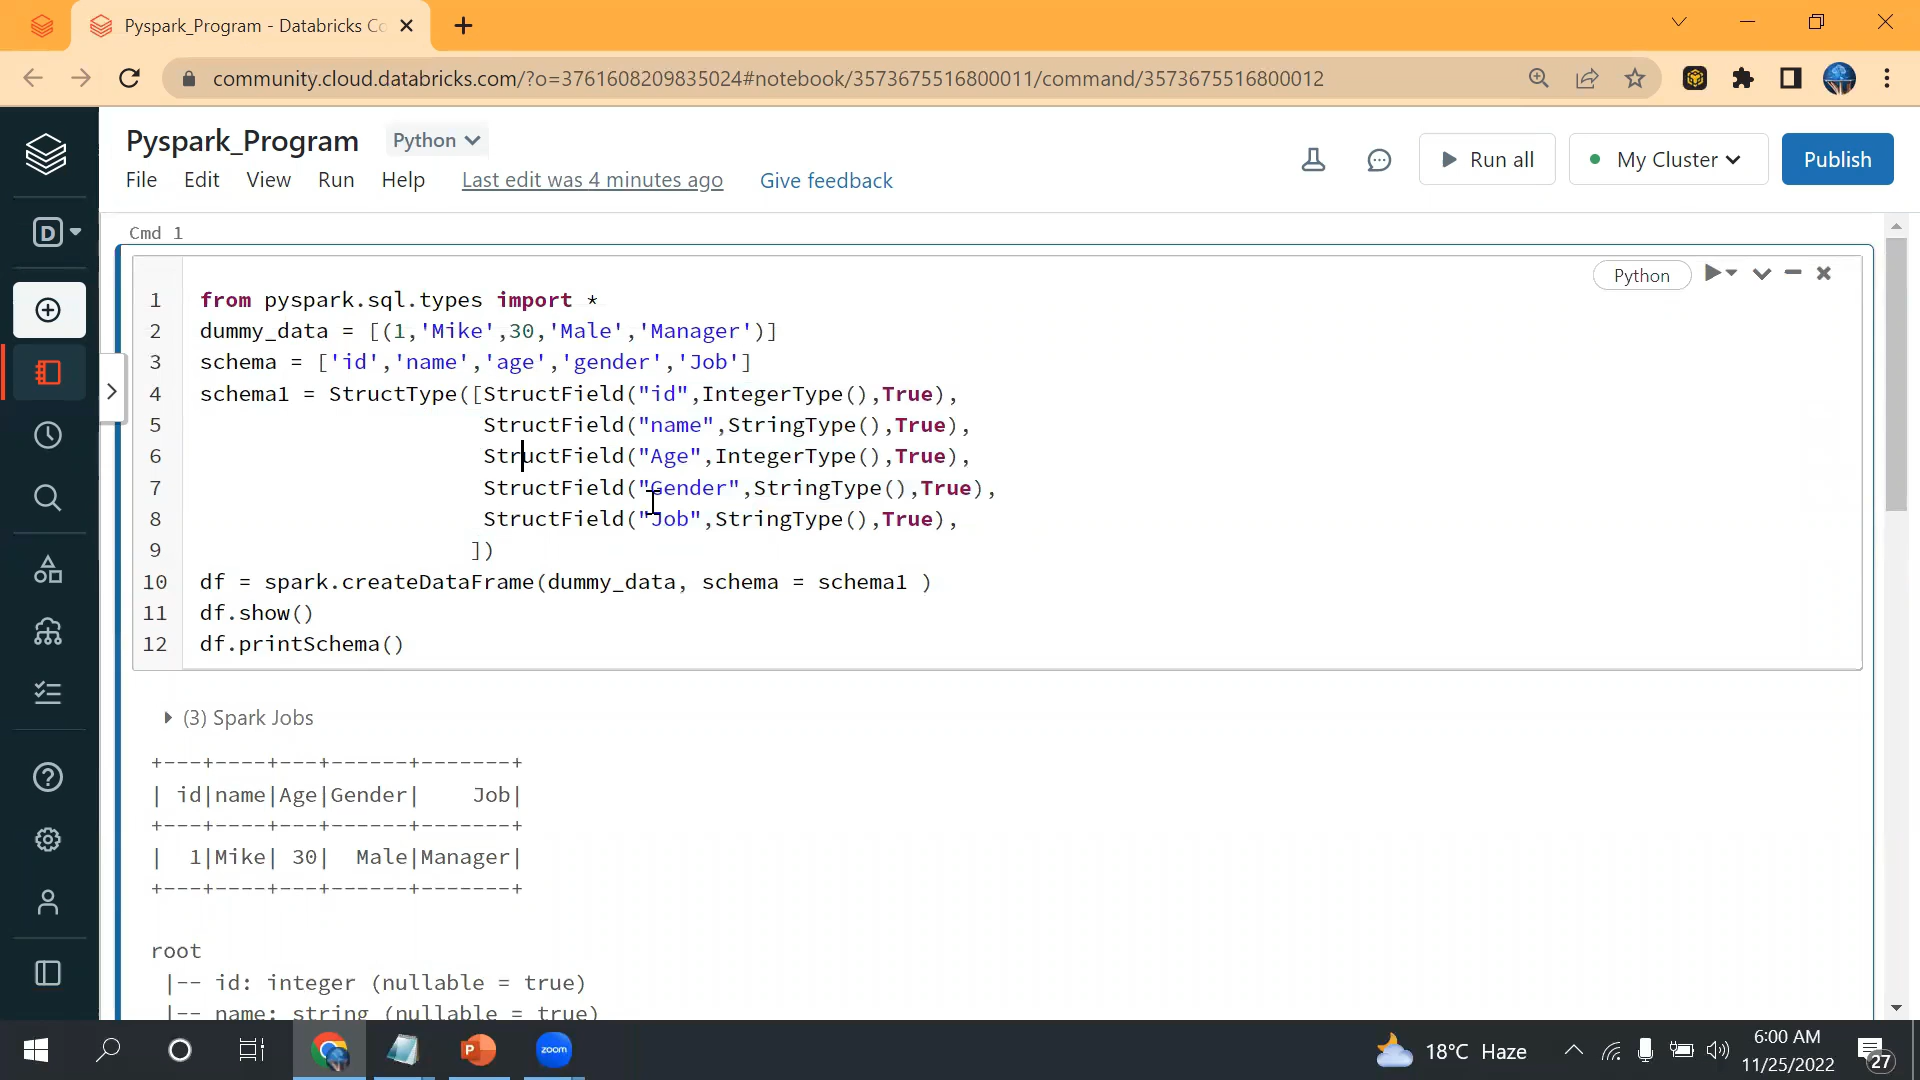 Pyspark_Program - Databricks Co
community.cloud.databricks.com/?o=3761608209835024#notebook/3573675516800011/command/3573675516800012
Pyspark_Program
Python
File Edit View Run Help Last edit was 4 minutes ago Give feedback
Run all
My Cluster
Publish
D
Cmd 1
Python
1 from pyspark.sql.types import *
2 dummy_data = [(1,'Mike',30,'Male','Manager')]
3 schema = ['id','name','age','gender','Job']
4 schema1 = StructType([StructField("id",IntegerType(),True),
5 StructField("name",StringType(),True),
6 StructField("Age",IntegerType(),True),
7 StructField("Gender",StringType(),True),
8 StructField("Job",StringType(),True),
9 ])
10 df = spark.createDataFrame(dummy_data, schema = schema1 )
11 df.show()
12 df.printSchema()
(3) Spark Jobs
+---+----+---+------+-------+
| id|name|Age|Gender|    Job|
+---+----+---+------+-------+
|  1|Mike| 30|  Male|Manager|
+---+----+---+------+-------+
root
|-- id: integer (nullable = true)
|-- name: string (nullable = true)
P
zoom
18°C Haze
6:00 AM
11/25/2022
27